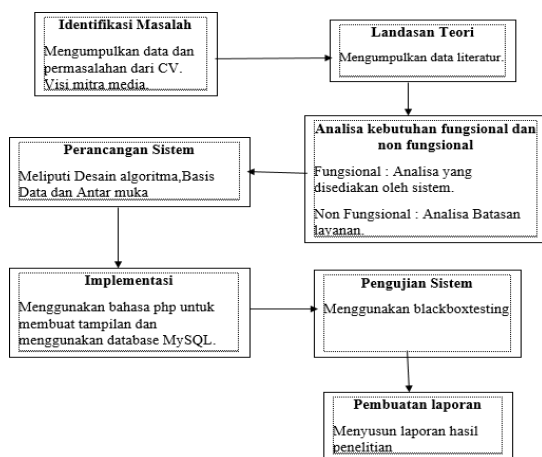 Identifikasi Masalah
Mengumpulkan data dan
permasalahan dari CV.
Visi mitra media.
Landasan Teori
Mengumpulkan data literatur.
Analisa kebutuhan fungsional dan
non fungsional
Fungsional : Analisa yang
disediakan oleh sistem.
Non Fungsional : Analisa Batasan
layanan.
Perancangan Sistem
Meliputi Desain algoritma,Basis
Data dan Antar muka
Implementasi
Menggunakan bahasa php untuk
membuat tampilan dan
menggunakan database MySQL.
Pengujian Sistem
Menggunakan blackboxtesting
Pembuatan laporan
Menyusun laporan hasil
penelitian